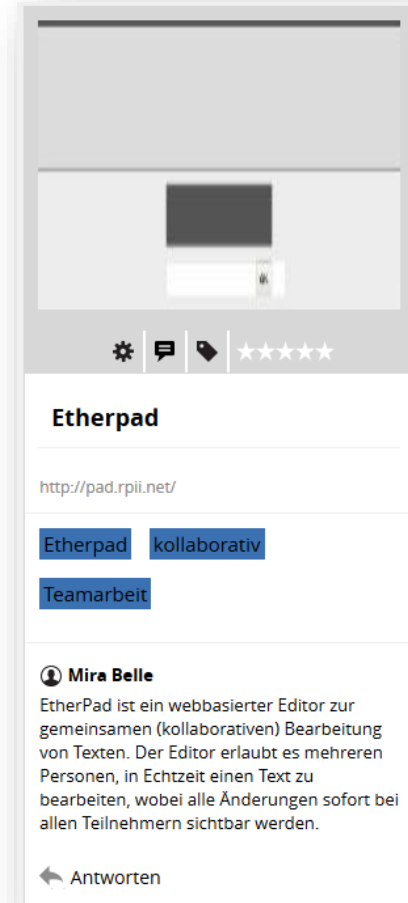 Etherpad
http://pad.rpii.net/
Etherpad kollaborativ
Teamarbeit
Mira Belle
EtherPad ist ein webbasierter Editor zur
gemeinsamen (kollaborativen) Bearbeitung
von Texten. Der Editor erlaubt es mehreren
Personen, in Echtzeit einen Text zu
bearbeiten, wobei alle Änderungen sofort bei
allen Teilnehmern sichtbar werden.
Antworten